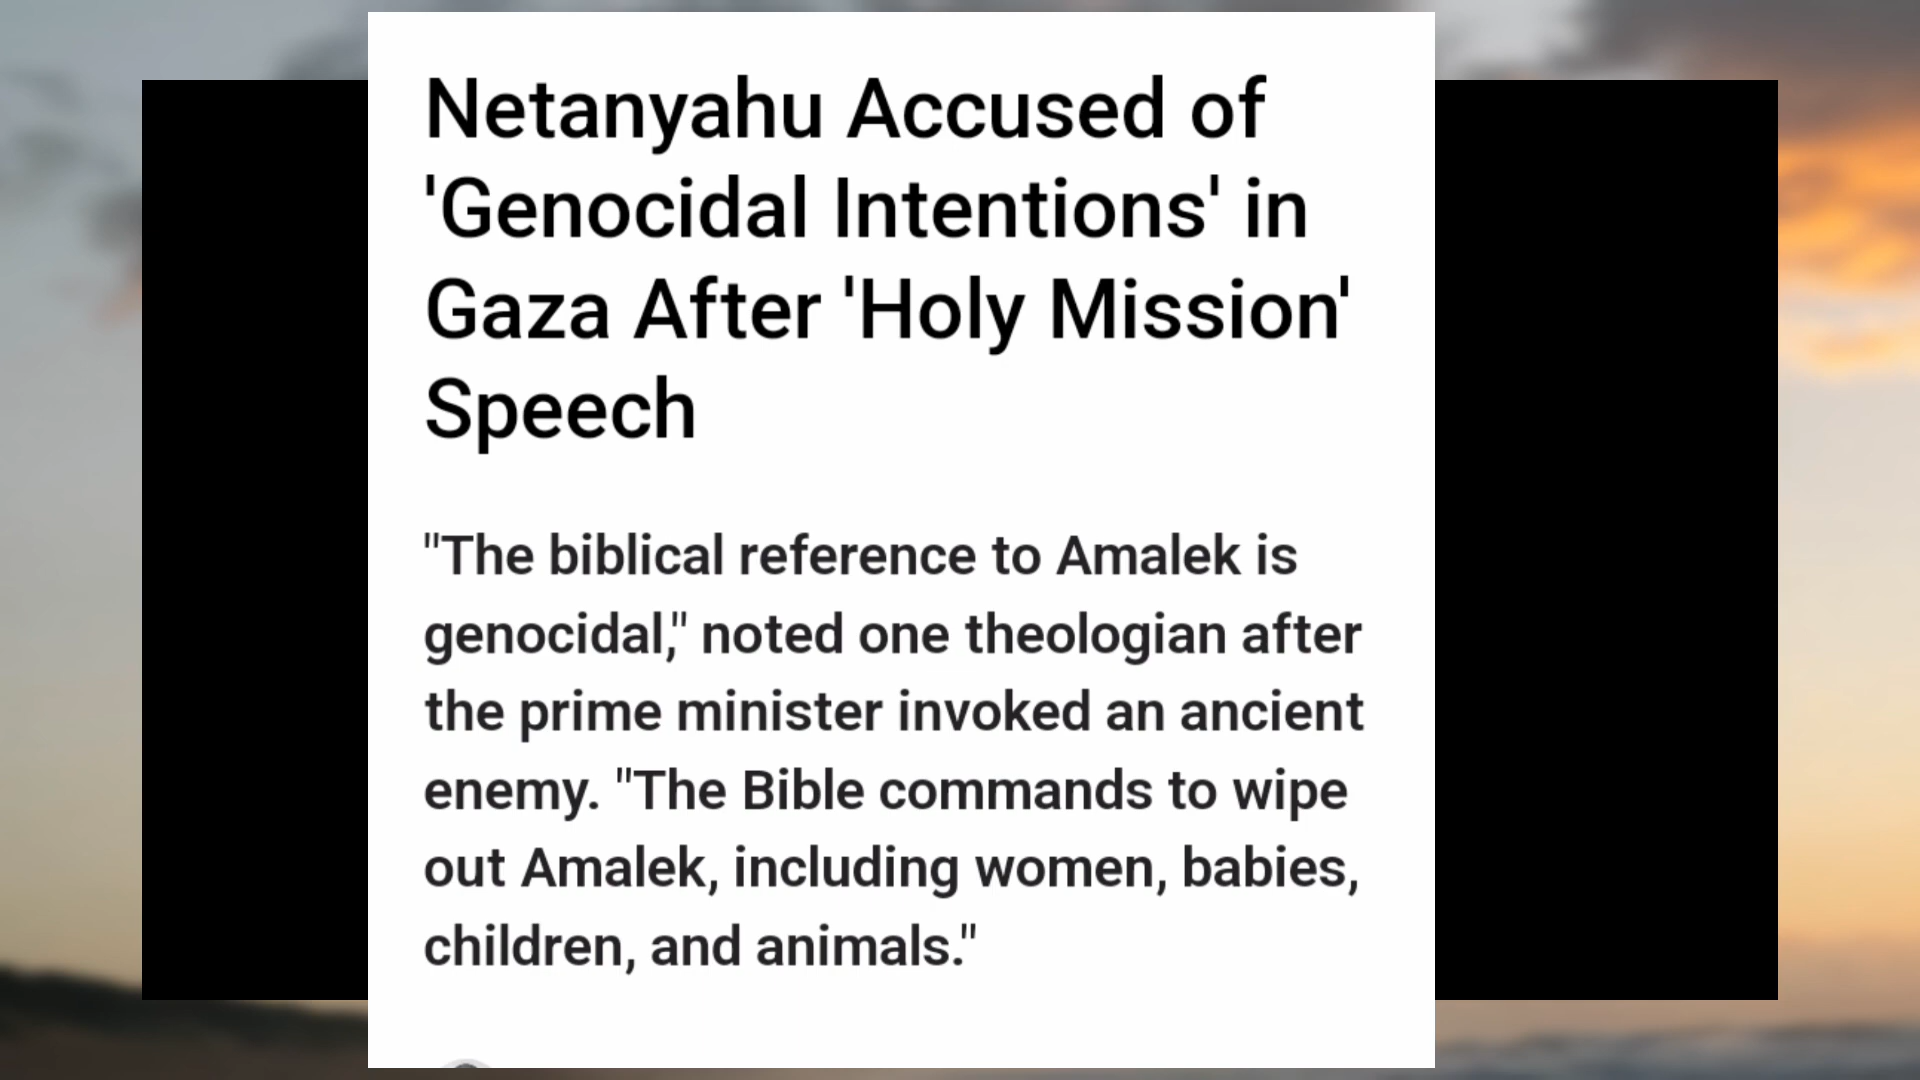 Netanyahu Accused of
'Genocidal Intentions' in
Gaza After 'Holy Mission'
Speech
"The biblical reference to Amalek is
genocidal," noted one theologian after
the prime minister invoked an ancient
enemy. "The Bible commands to wipe
out Amalek, including women, babies,
children, and animals."